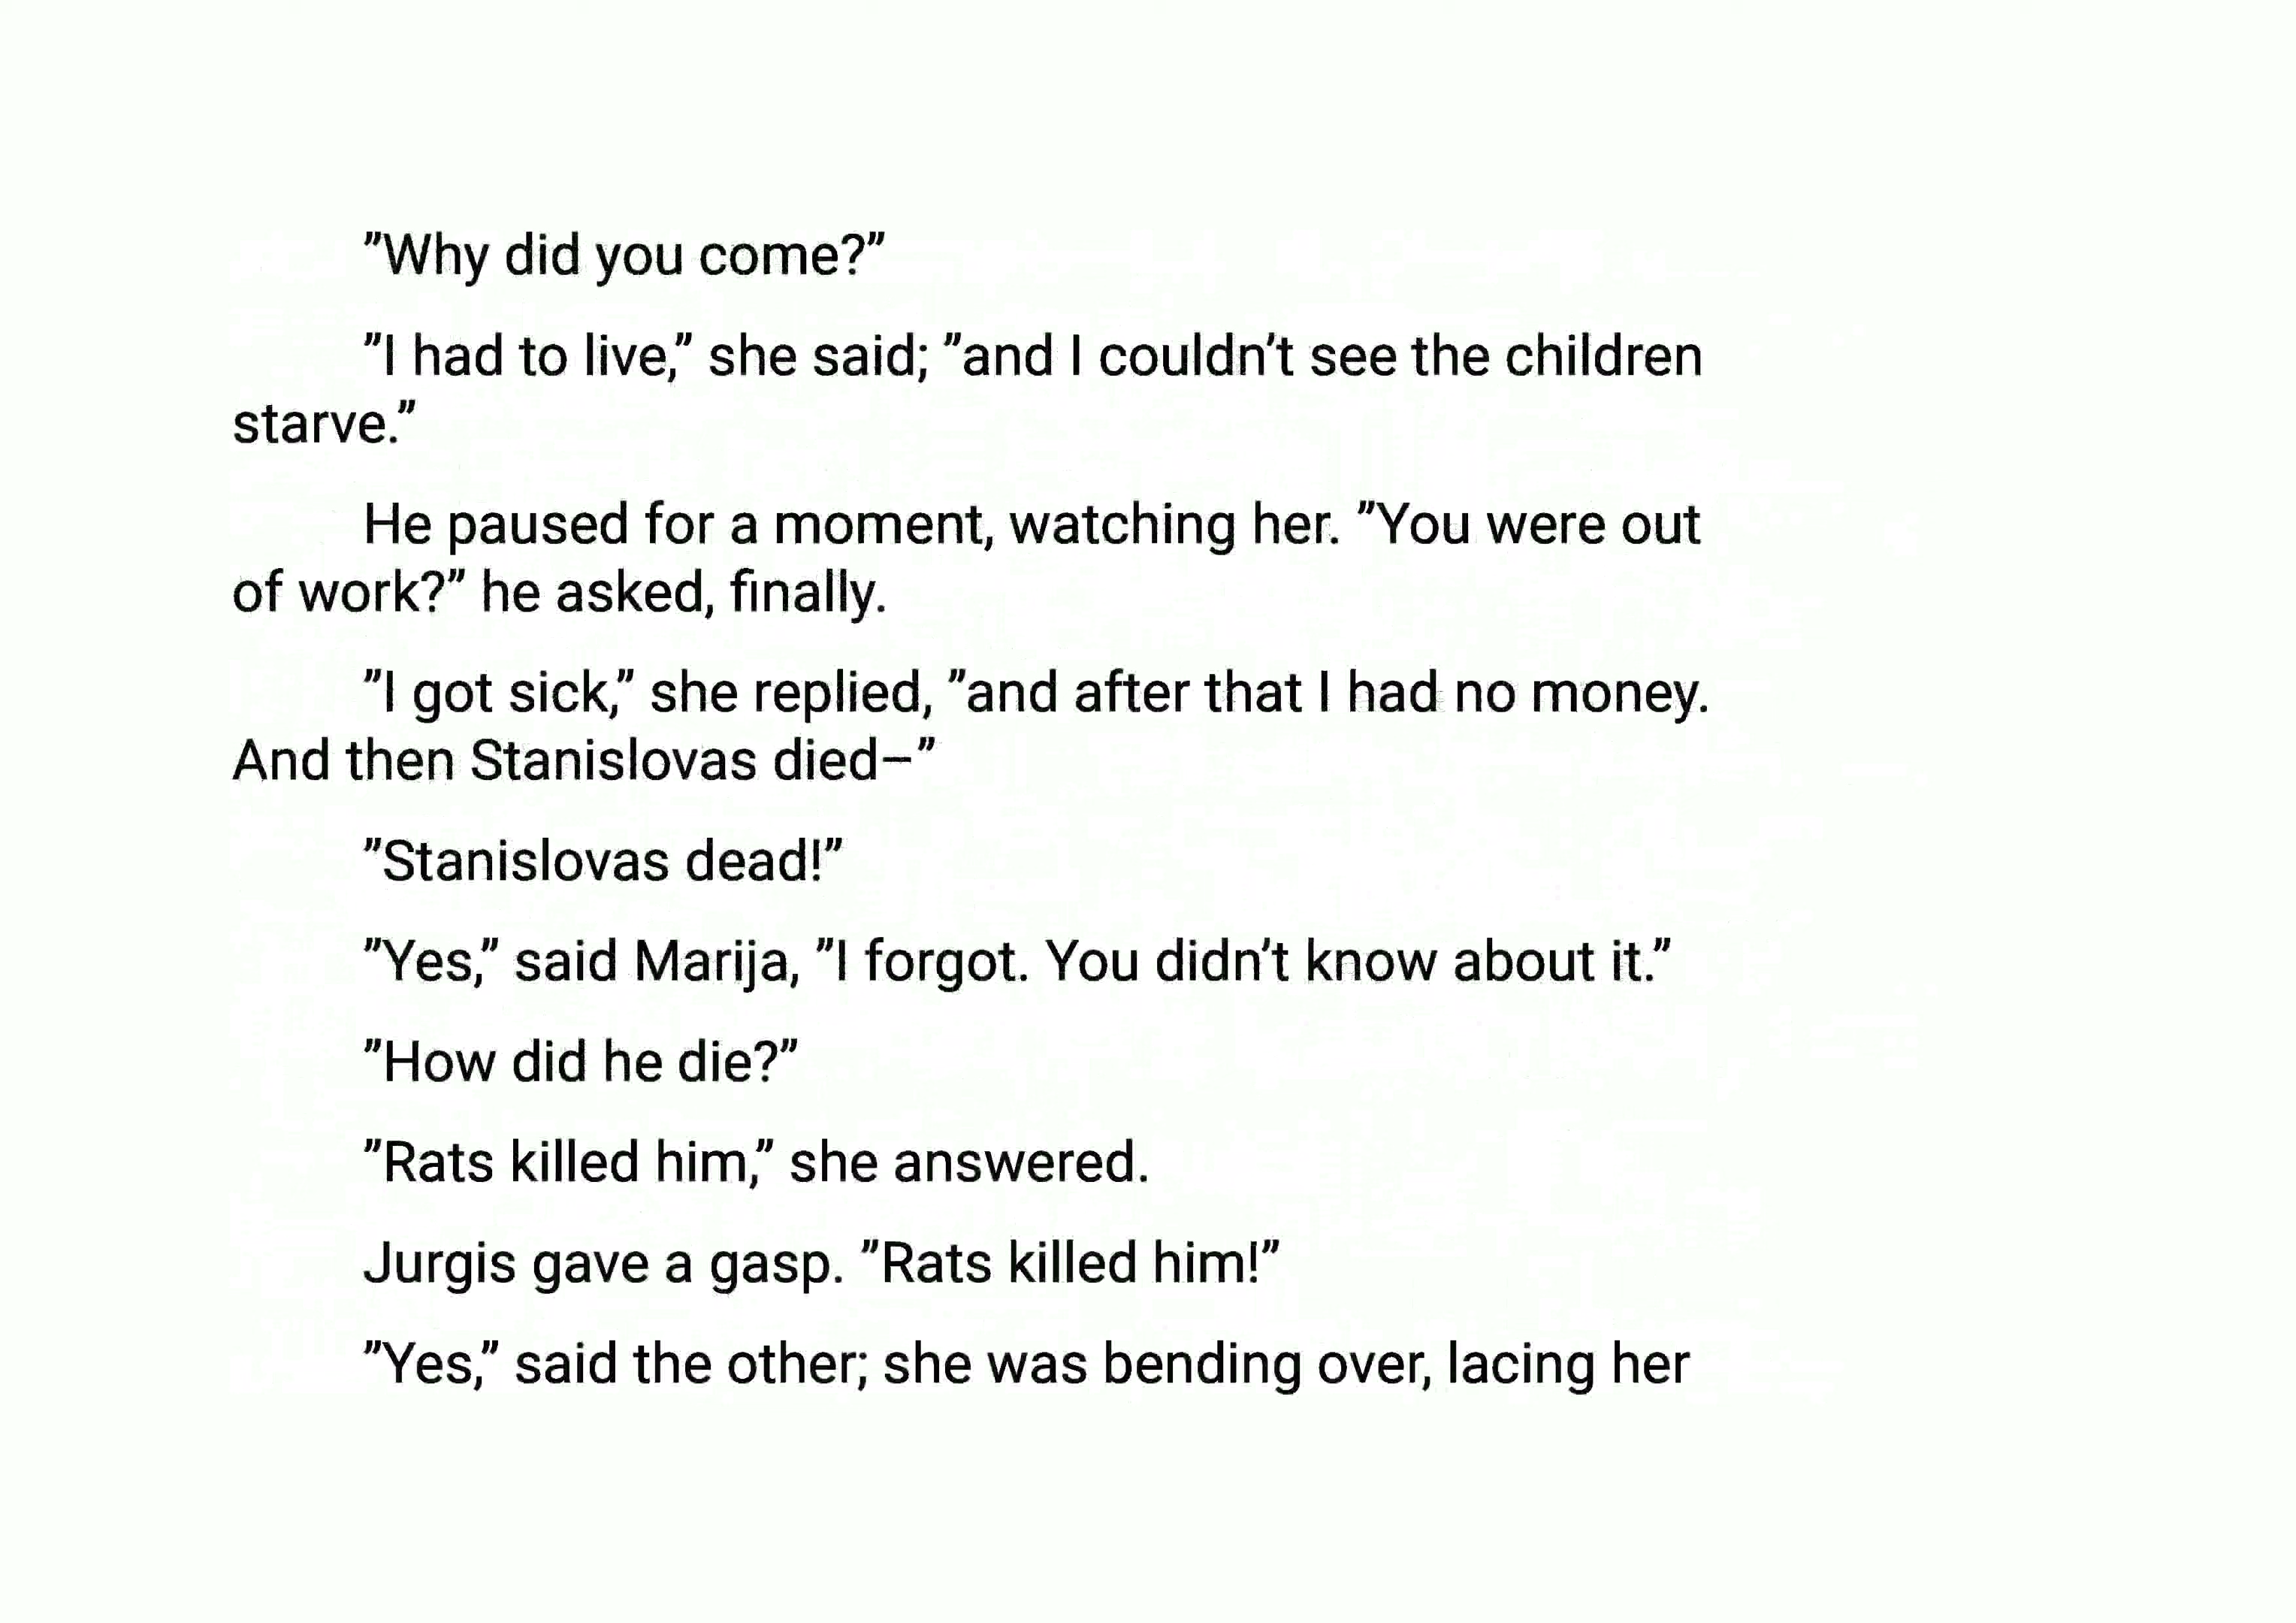 ”Why did you come?”
”I had to live,” she said; ”and I couldn’t see the children
starve.”
He paused for a moment, watching her. ”You were out
of work?” he asked, finally.
”I got sick,” she replied, ”and after that I had no money.
And then Stanislovas died–”
”Stanislovas dead!”
”Yes,” said Marija, ”I forgot. You didn’t know about it.”
”How did he die?”
”Rats killed him,” she answered.
Jurgis gave a gasp. ”Rats killed him!”
”Yes,” said the other; she was bending over, lacing her